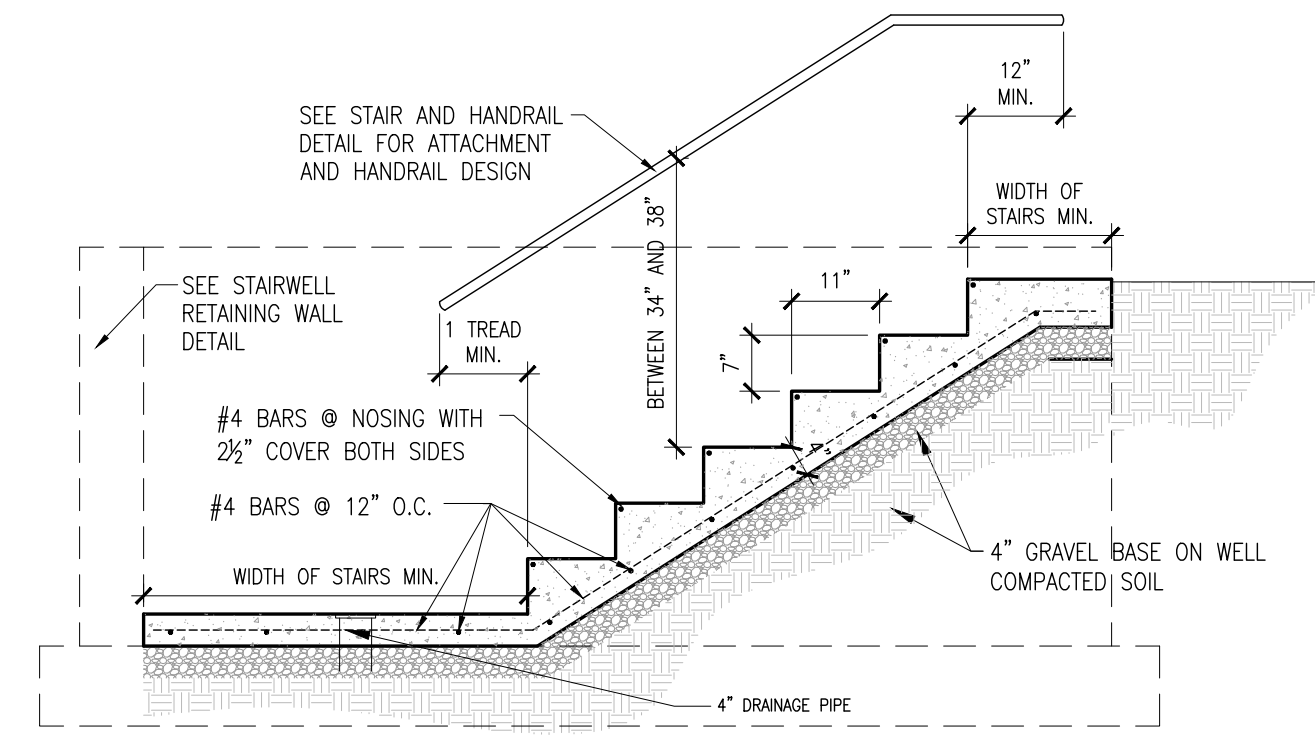 12"
MIN.
SEE STAIR AND HANDRAIL
DETAIL FOR ATTACHMENT
AND HANDRAIL DESIGN
WIDTH OF
STAIRS MIN.
BETWEEN 34" AND 38"
SEE STAIRWELL
RETAINING WALL
DETAIL
11"
1 TREAD
MIN.
7"
#4 BARS @ NOSING WITH
2½" COVER BOTH SIDES
4"
#4 BARS @ 12" O.C.
4" GRAVEL BASE ON WELL
COMPACTED SOIL
WIDTH OF STAIRS MIN.
4" DRAINAGE PIPE